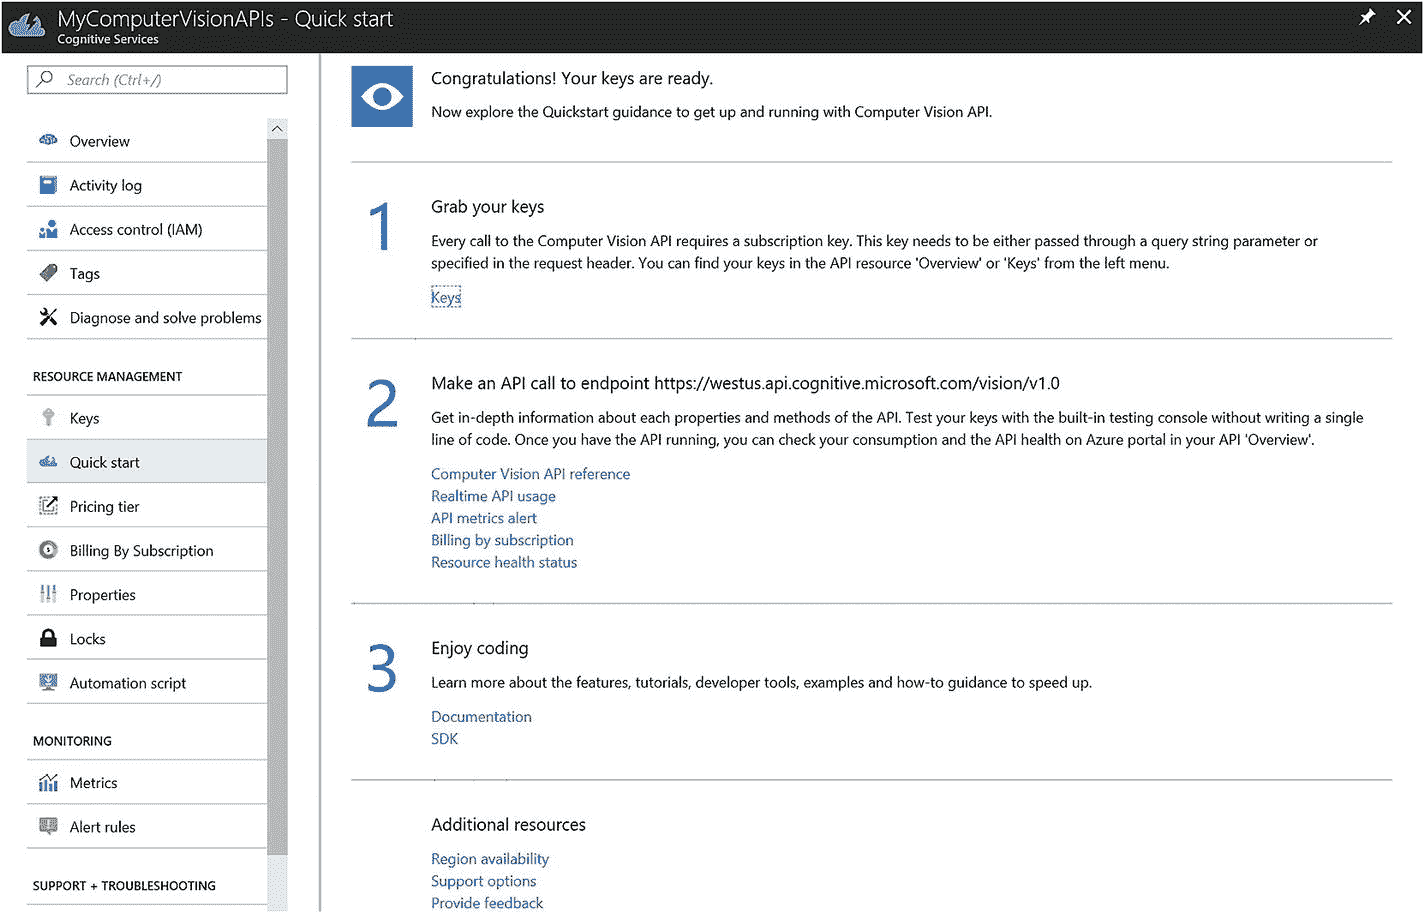 MyComputerVisionAPIs - Quick start
Cognitive Services
Search (Ctrl+/)
Overview
Activity log
Access control (IAM)
Tags
Diagnose and solve problems
RESOURCE MANAGEMENT
Keys
Quick start
Pricing tier
Billing By Subscription
Properties
Locks
Automation script
MONITORING
Metrics
Alert rules
SUPPORT + TROUBLESHOOTING
Congratulations! Your keys are ready.
Now explore the Quickstart guidance to get up and running with Computer Vision API.
1
Grab your keys
Every call to the Computer Vision API requires a subscription key. This key needs to be either passed through a query string parameter or
specified in the request header. You can find your keys in the API resource 'Overview' or 'Keys' from the left menu.
Keys
2
Make an API call to endpoint https://westus.api.cognitive.microsoft.com/vision/v1.0
Get in-depth information about each properties and methods of the API. Test your keys with the built-in testing console without writing a single
line of code. Once you have the API running, you can check your consumption and the API health on Azure portal in your API 'Overview'.
Computer Vision API reference
Realtime API usage
API metrics alert
Billing by subscription
Resource health status
3
Enjoy coding
Learn more about the features, tutorials, developer tools, examples and how-to guidance to speed up.
Documentation
SDK
Additional resources
Region availability
Support options
Provide feedback